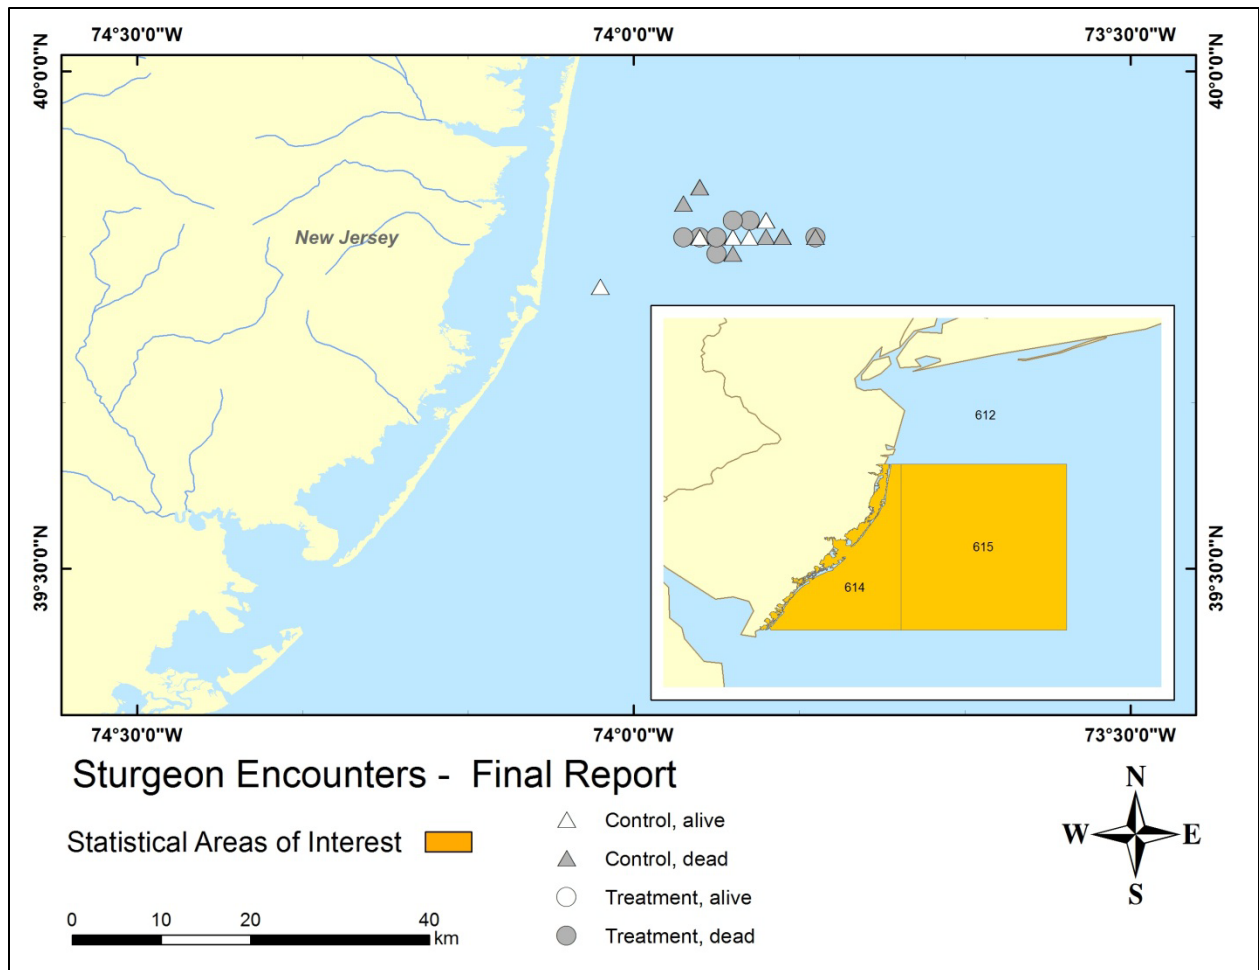 74°30'0"W 74°0'0"W 73°30'0"W
40°0'0"N 40°0'0"N
New Jersey
612
615
614
39°30'0"N 39°30'0"N
74°30'0"W 74°0'0"W 73°30'0"W
Sturgeon Encounters - Final Report
Statistical Areas of Interest
0 10 20 40
km
Control, alive
Control, dead
Treatment, alive
Treatment, dead
N
W E
S